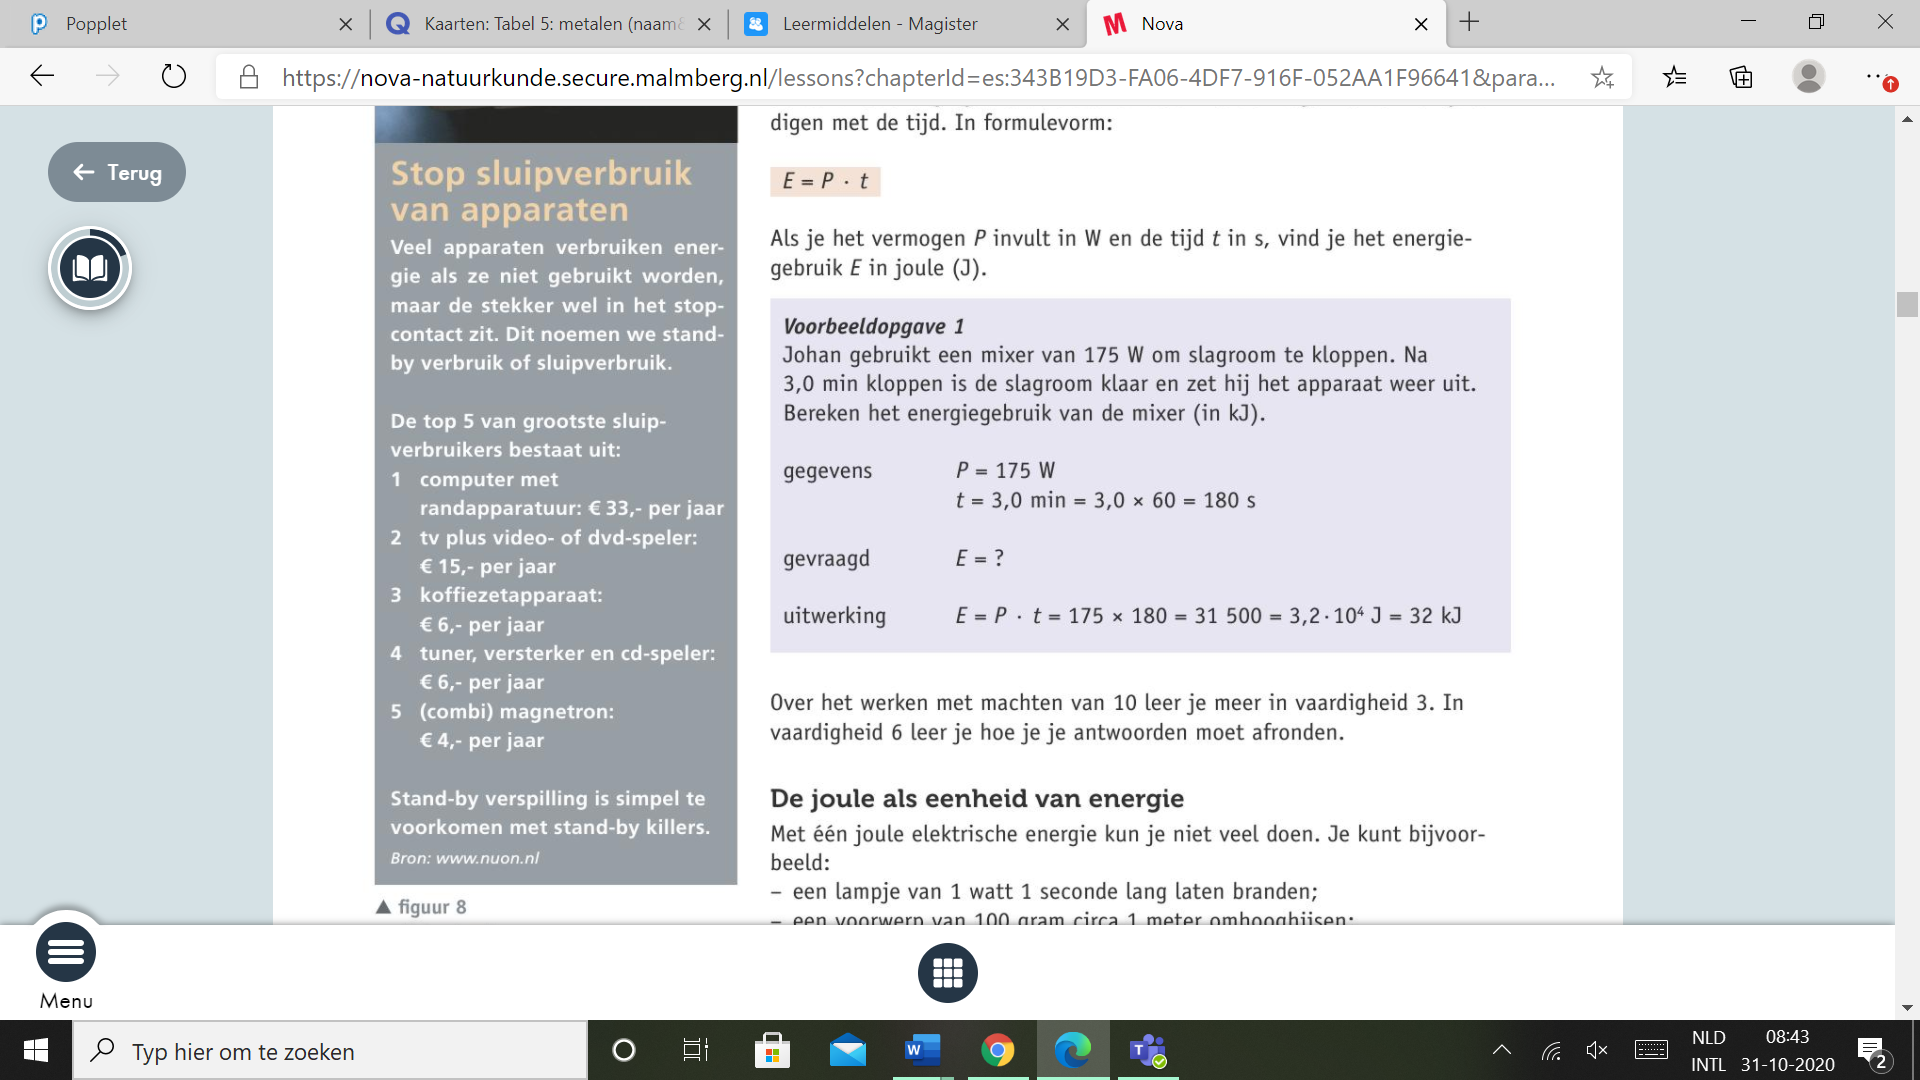 Popplet
Kaarten: Tabel 5: metalen (naam&
Leermiddelen - Magister
Nova
https://nova-natuurkunde.secure.malmberg.nl/lessons?chapterId=es:343B19D3-FA06-4DF7-916F-052AA1F96641&para...
Terug
Stop sluipverbruik
van apparaten
Veel apparaten verbruiken ener-
gie als ze niet gebruikt worden,
maar de stekker wel in het stop-
contact zit. Dit noemen we stand-
by verbruik of sluipverbruik.
De top 5 van grootste sluip-
verbruikers bestaat uit:
1 computer met
randapparatuur: € 33,- per jaar
2 tv plus video- of dvd-speler:
€ 15,- per jaar
3 koffiezetapparaat:
€ 6,- per jaar
4 tuner, versterker en cd-speler:
€ 6,- per jaar
5 (combi) magnetron:
€ 4,- per jaar
Stand-by verspilling is simpel te
voorkomen met stand-by killers.
Bron: www.nuon.nl
▲ figuur 8
digen met de tijd. In formulevorm:
E = P · t
Als je het vermogen P invult in W en de tijd t in s, vind je het energie-
gebruik E in joule (J).
Voorbeeldopgave 1
Johan gebruikt een mixer van 175 W om slagroom te kloppen. Na
3,0 min kloppen is de slagroom klaar en zet hij het apparaat weer uit.
Bereken het energiegebruik van de mixer (in kJ).
gegevens P = 175 W
t = 3,0 min = 3,0 × 60 = 180 s
gevraagd E = ?
uitwerking E = P · t = 175 × 180 = 31 500 = 3,2·10⁴ J = 32 kJ
Over het werken met machten van 10 leer je meer in vaardigheid 3. In
vaardigheid 6 leer je hoe je je antwoorden moet afronden.
De joule als eenheid van energie
Met één joule elektrische energie kun je niet veel doen. Je kunt bijvoor-
beeld:
– een lampje van 1 watt 1 seconde lang laten branden;
– een voorwerp van 100 gram circa 1 meter omhooghijsen;
Menu
Typ hier om te zoeken
NLD
INTL
08:43
31-10-2020
2